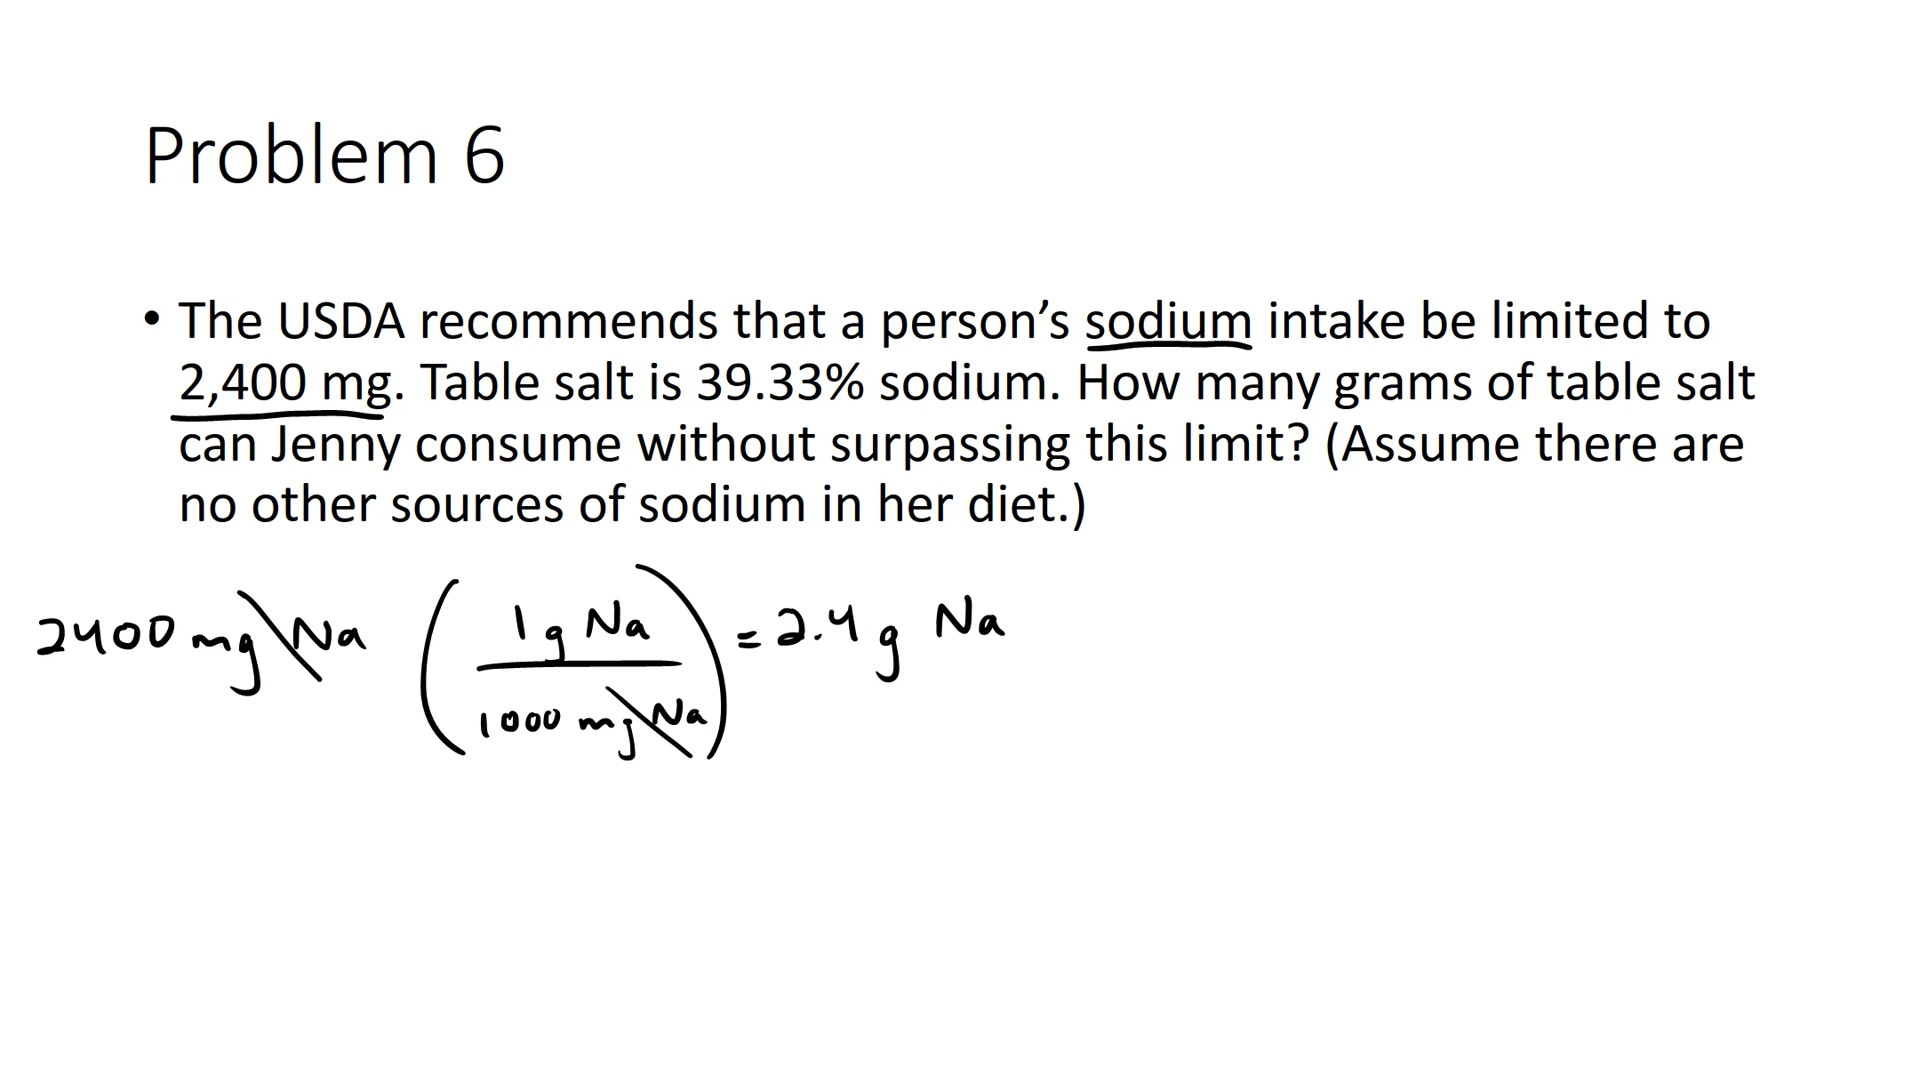 Problem 6
• The USDA recommends that a person’s sodium intake be limited to
2,400 mg. Table salt is 39.33% sodium. How many grams of table salt
can Jenny consume without surpassing this limit? (Assume there are
no other sources of sodium in her diet.)
2400 mg Na ( 1 g Na / 1000 mg Na ) = 2.4 g Na